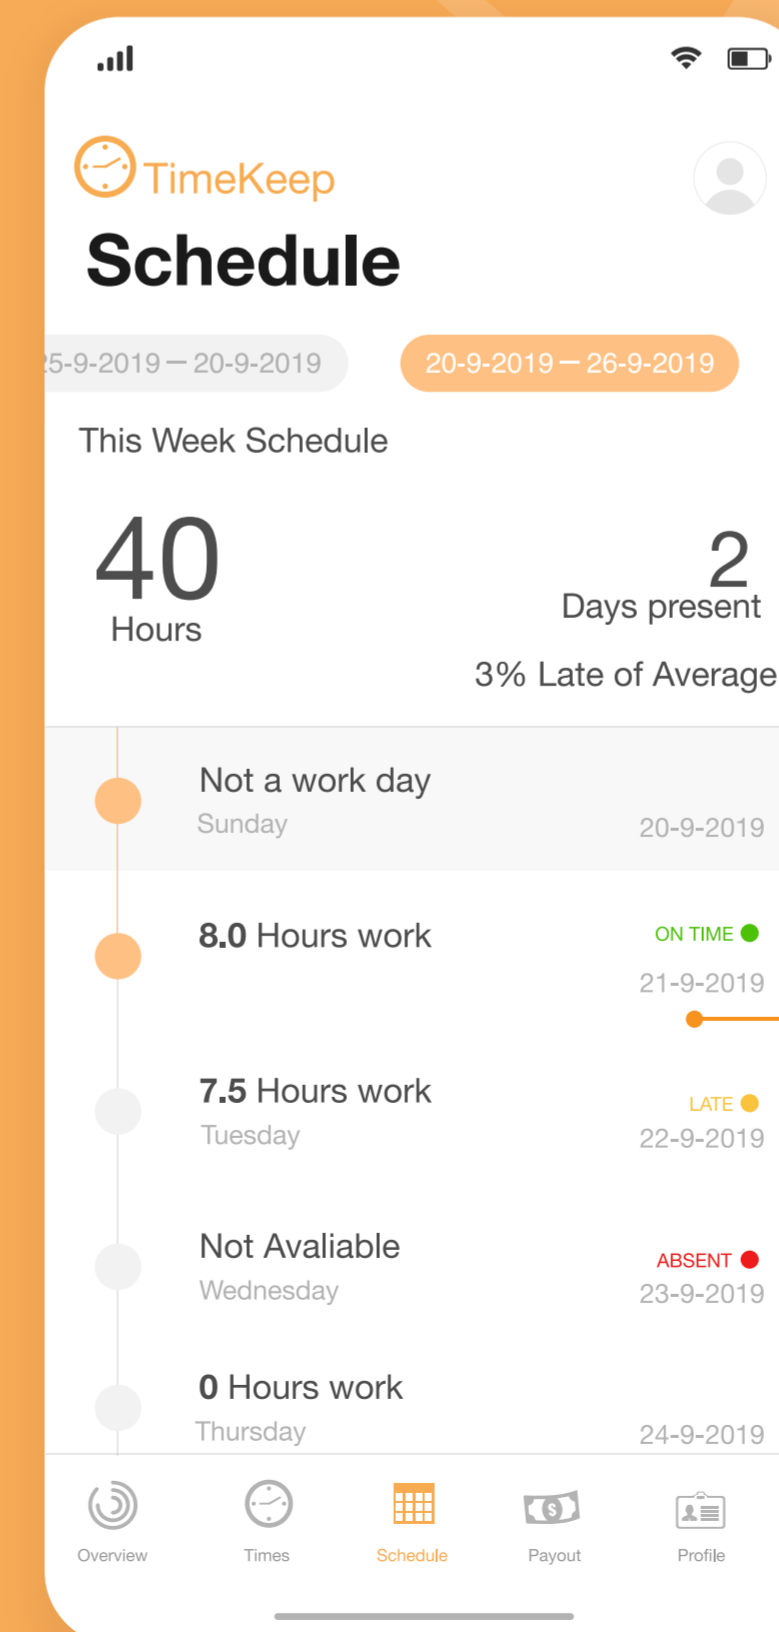 TimeKeep
Schedule
25-9-2019 – 20-9-2019
20-9-2019 – 26-9-2019
This Week Schedule
40
Hours
2
Days present
3% Late of Average
Not a work day
Sunday
20-9-2019
8.0 Hours work
ON TIME
21-9-2019
7.5 Hours work
LATE
Tuesday
22-9-2019
Not Avaliable
ABSENT
Wednesday
23-9-2019
0 Hours work
Thursday
24-9-2019
Overview
Times
Schedule
Payout
Profile